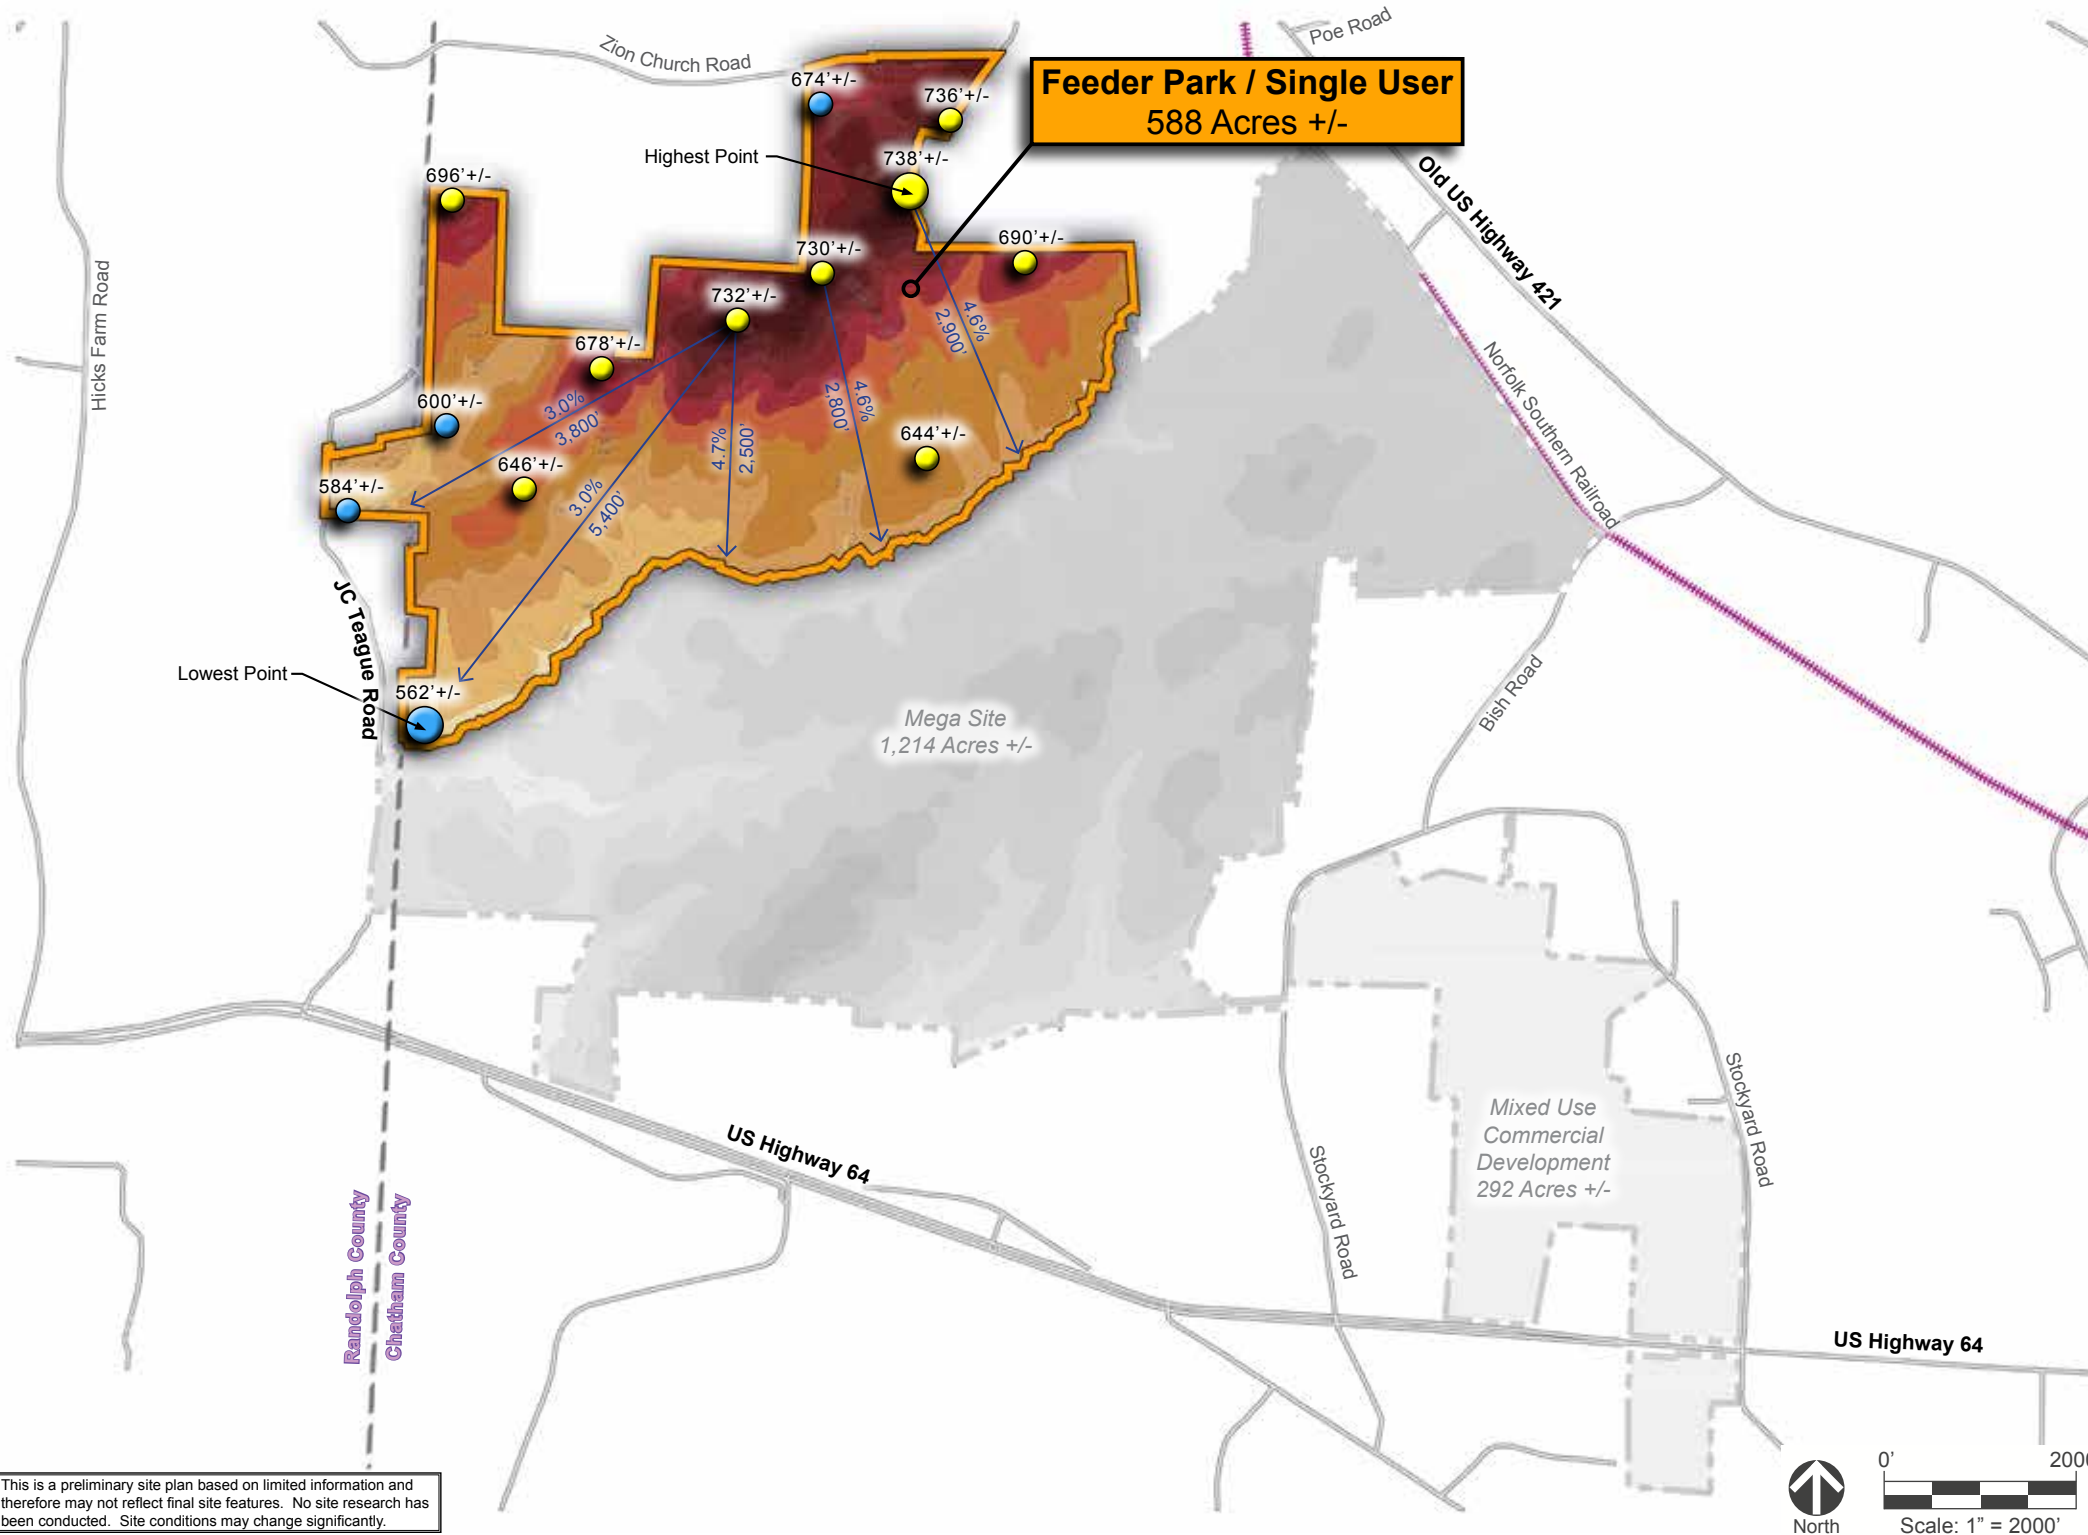 Poe Road
Zion Church Road
Feeder Park / Single User
588 Acres +/-
674'+/-
736'+/-
Highest Point
738'+/-
696'+/-
Old US Highway 421
690'+/-
730'+/-
732'+/-
Hicks Farm Road
4.6%
2,900'
678'+/-
Norfolk Southern Railroad
600'+/-
3.0%
3,800'
4.6%
2,800'
4.7%
2,500'
644'+/-
646'+/-
584'+/-
3.0%
5,400'
JC Teague Road
Lowest Point
562'+/-
Bish Road
Mega Site
1,214 Acres +/-
Mixed Use
Commercial
Development
292 Acres +/-
Stockyard Road
US Highway 64
Stockyard Road
Randolph County
Chatham County
US Highway 64
This is a preliminary site plan based on limited information and
therefore may not reflect final site features. No site research has
been conducted. Site conditions may change significantly.
North
0'
Scale: 1" = 2000'